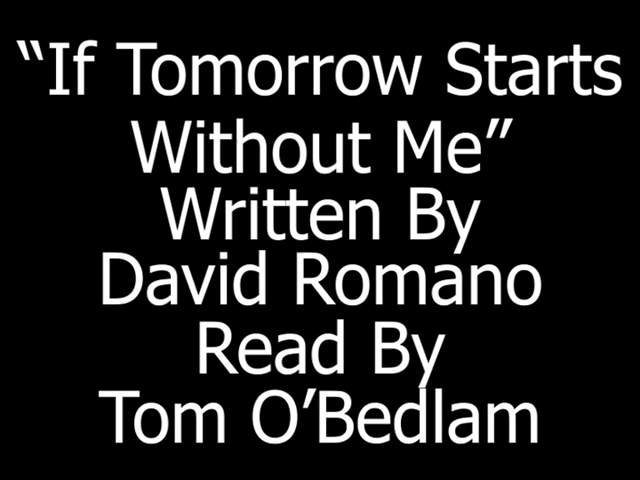 “If Tomorrow Starts
Without Me”
Written By
David Romano
Read By
Tom O’Bedlam